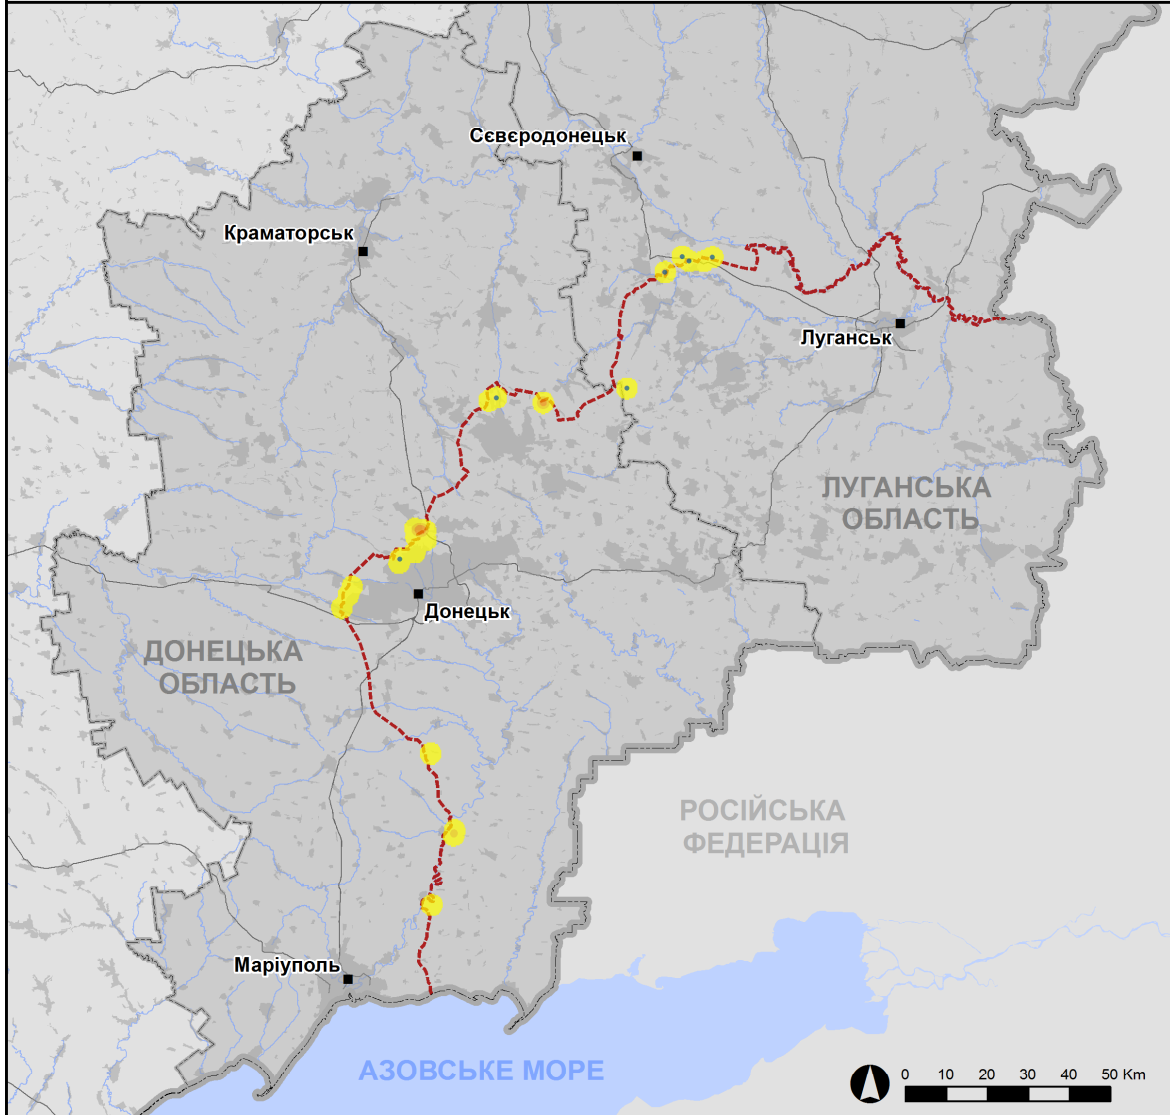 Сєвєродонецьк
Краматорськ
Луганськ
ЛУГАНСЬКА
ОБЛАСТЬ
Донецьк
ДОНЕЦЬКА
ОБЛАСТЬ
РОСІЙСЬКА
ФЕДЕРАЦІЯ
Маріуполь
АЗОВСЬКЕ МОРЕ
0 10 20 30 40 50 Km